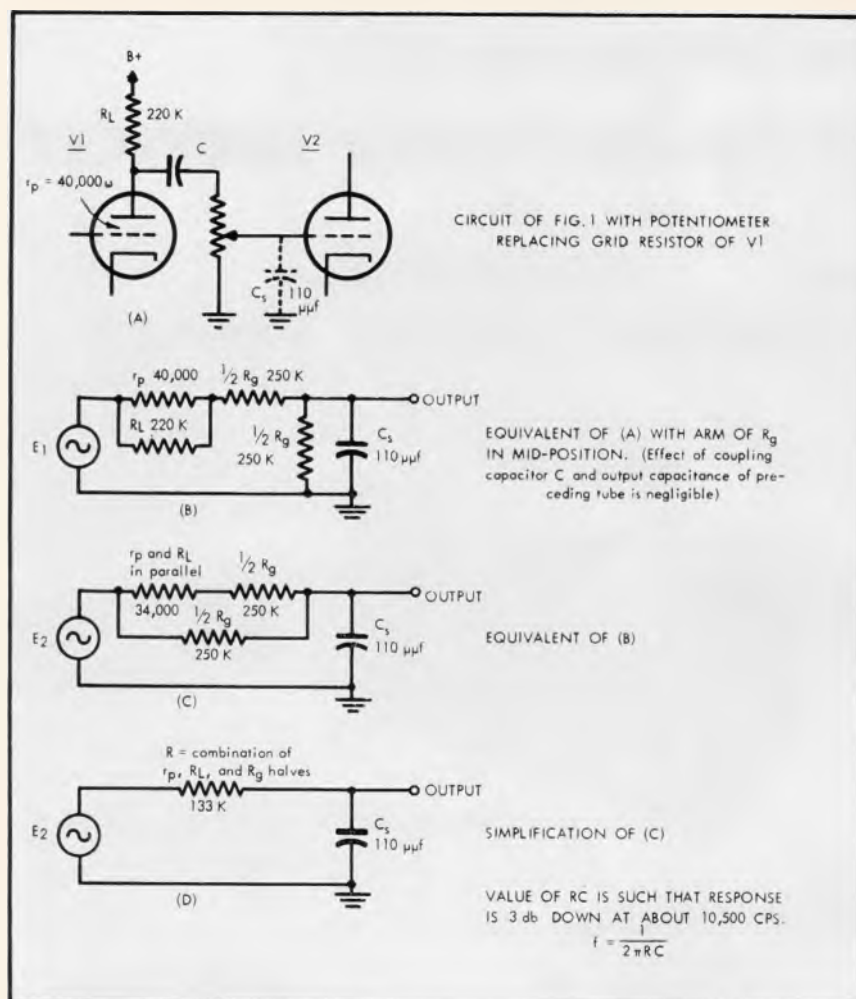 B+
RL 220 K
V1
C
V2
rp = 40,000ω
Cs 110 μμf
(A)
CIRCUIT OF FIG. 1 WITH POTENTIOMETER
REPLACING GRID RESISTOR OF V1
rp 40,000
1/2 Rg 250 K
RL 220 K
E1
1/2 Rg
250 K
Cs
110 μμf
OUTPUT
(B)
EQUIVALENT OF (A) WITH ARM OF Rg
IN MID-POSITION. (Effect of coupling
capacitor C and output capacitance of pre-
ceding tube is negligible)
rp and RL
in parallel
34,000
1/2 Rg
250 K
1/2 Rg
250 K
E2
Cs
110 μμf
OUTPUT
(C)
EQUIVALENT OF (B)
R = combination of
rp, RL, and Rg halves
133 K
E2
Cs
110 μμf
OUTPUT
(D)
SIMPLIFICATION OF (C)
VALUE OF RC IS SUCH THAT RESPONSE
IS 3 db DOWN AT ABOUT 10,500 CPS.
f = 1/2πRC